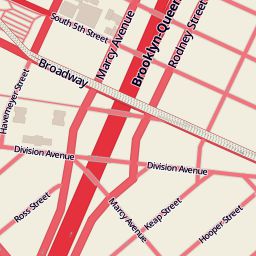 South 5th Street
Marcy Avenue
Brooklyn-Queen
Rodney Street
Broadway
Havemeyer Street
Division Avenue
Division Avenue
Ross Street
Marcy Avenue
Keap Street
Hooper Street